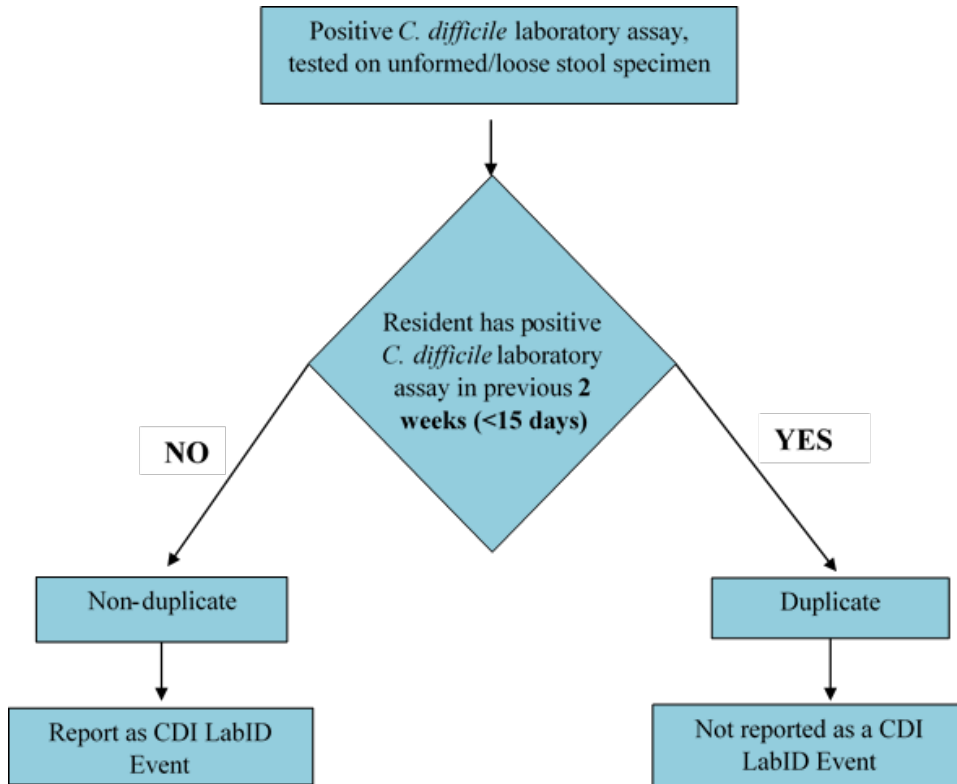 Positive C. difficile laboratory assay,
tested on unformed/loose stool specimen
Resident has positive
C. difficile laboratory
assay in previous 2
weeks (<15 days)
NO
YES
Non-duplicate
Duplicate
Report as CDI LabID
Event
Not reported as a CDI
LabID Event